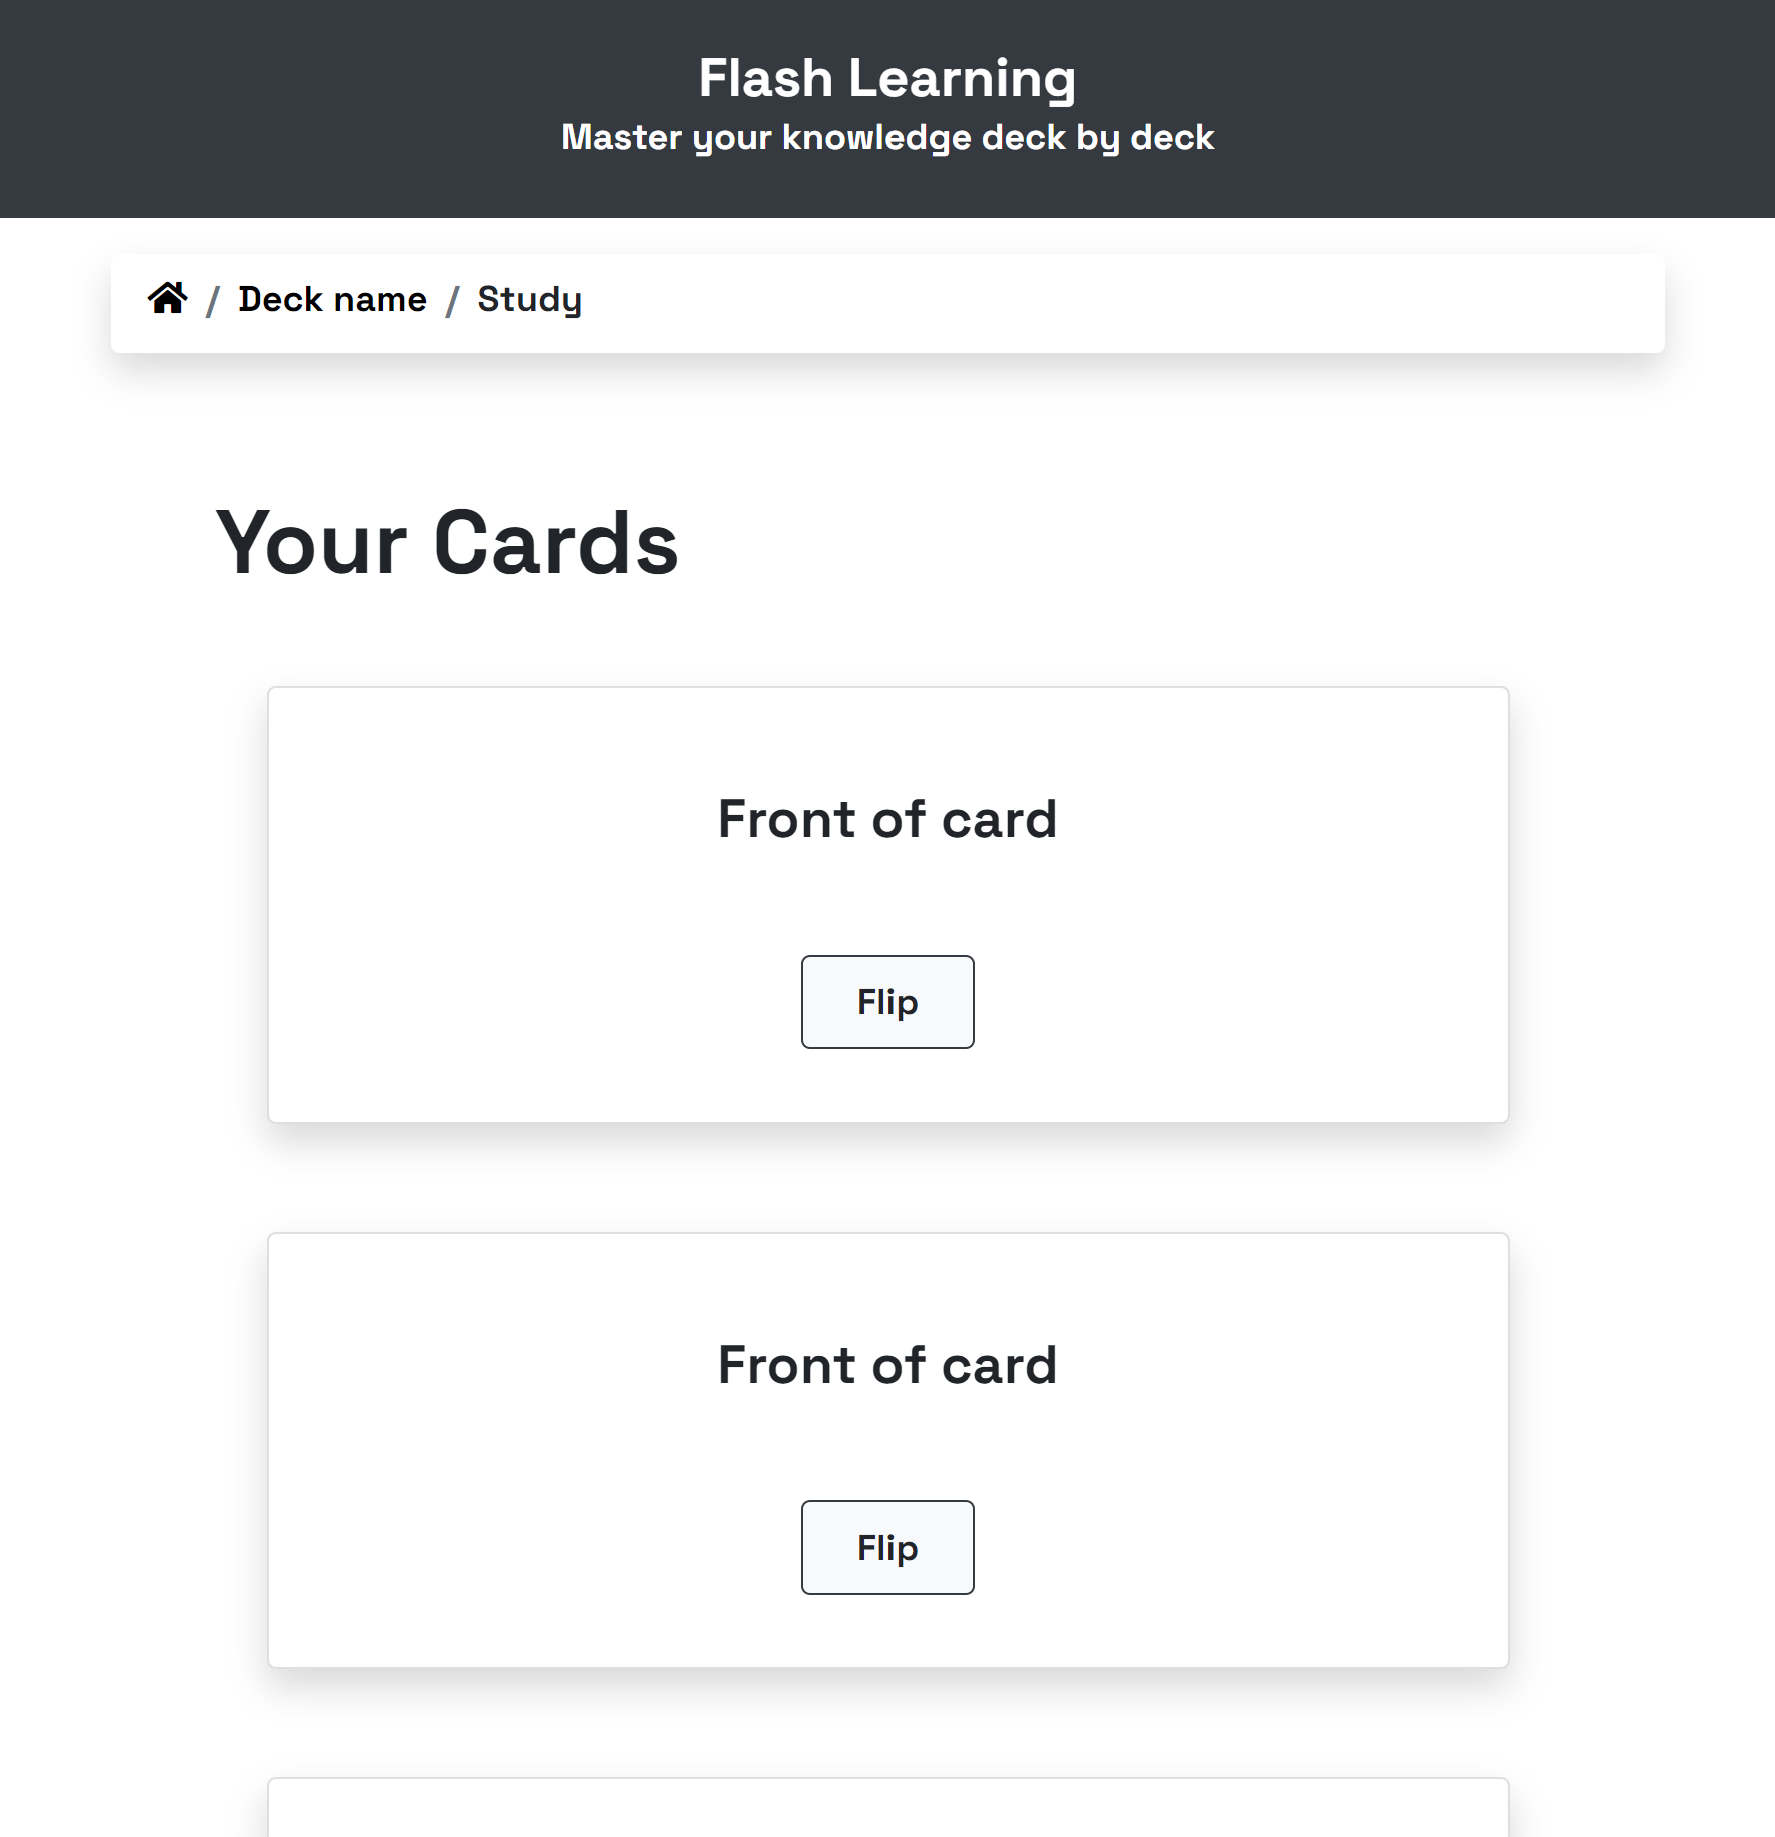 Flash Learning
Master your knowledge deck by deck
/ Deck name / Study
Your Cards
Front of card
Flip
Front of card
Flip